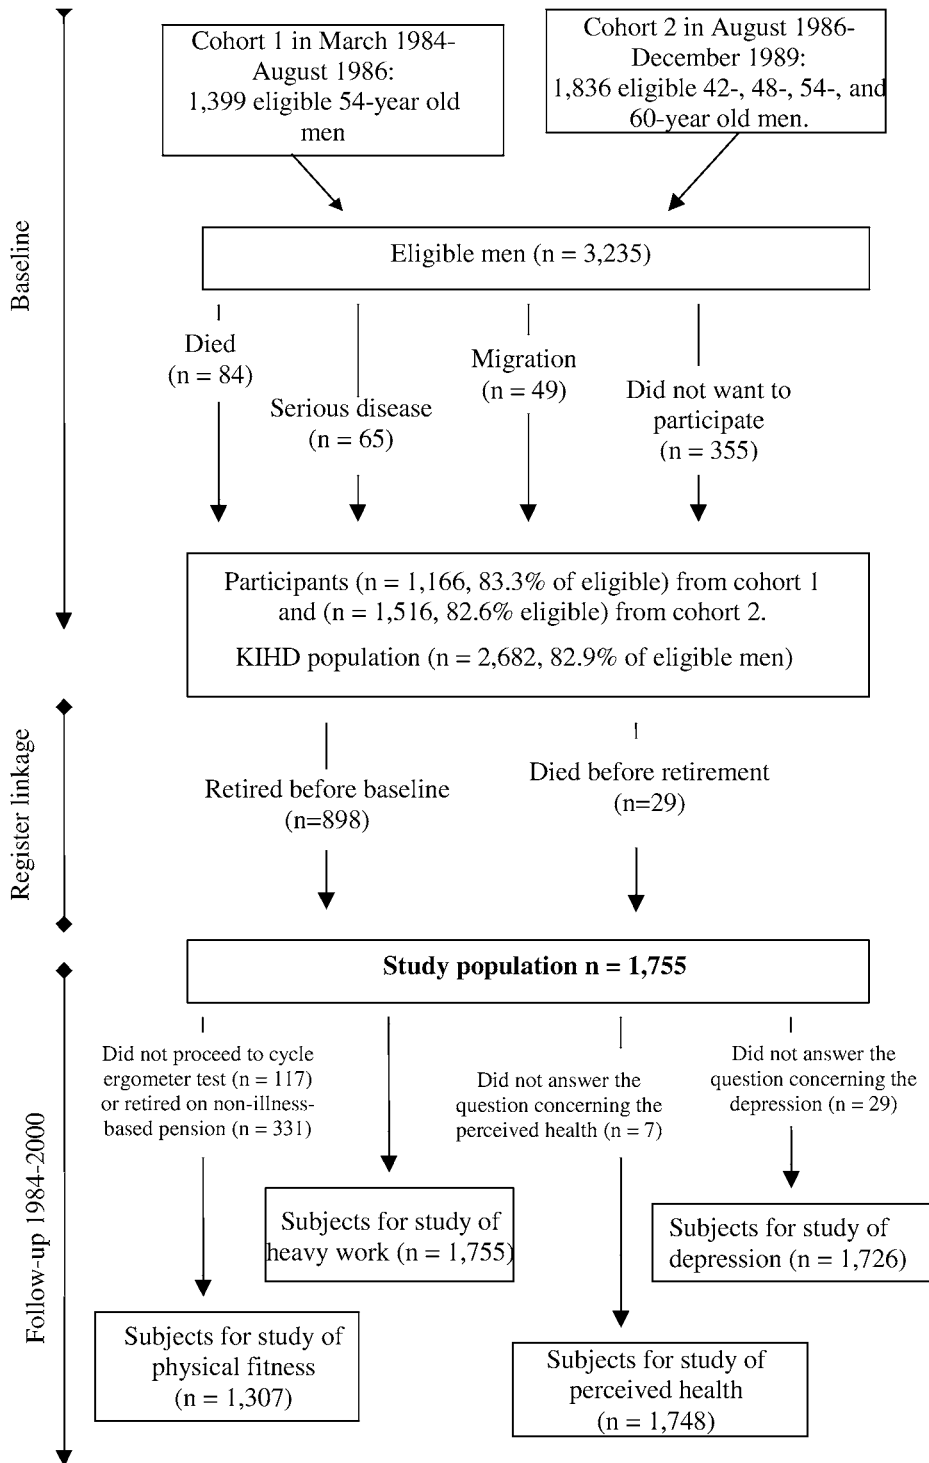 Cohort 1 in March 1984-
August 1986:
1,399 eligible 54-year old
men
Cohort 2 in August 1986-
December 1989:
1,836 eligible 42-, 48-, 54-, and
60-year old men.
Baseline
Eligible men (n = 3,235)
Died
(n = 84)
Serious disease
(n = 65)
Migration
(n = 49)
Did not want to
participate
(n = 355)
Participants (n = 1,166, 83.3% of eligible) from cohort 1
and (n = 1,516, 82.6% eligible) from cohort 2.
KIHD population (n = 2,682, 82.9% of eligible men)
Register linkage
Retired before baseline
(n=898)
Died before retirement
(n=29)
Study population n = 1,755
Follow-up 1984-2000
Did not proceed to cycle
ergometer test (n = 117)
or retired on non-illness-
based pension (n = 331)
Did not answer the
question concerning the
perceived health (n = 7)
Did not answer the
question concerning the
depression (n = 29)
Subjects for study of
heavy work (n = 1,755)
Subjects for study of
depression (n = 1,726)
Subjects for study of
physical fitness
(n = 1,307)
Subjects for study of
perceived health
(n = 1,748)